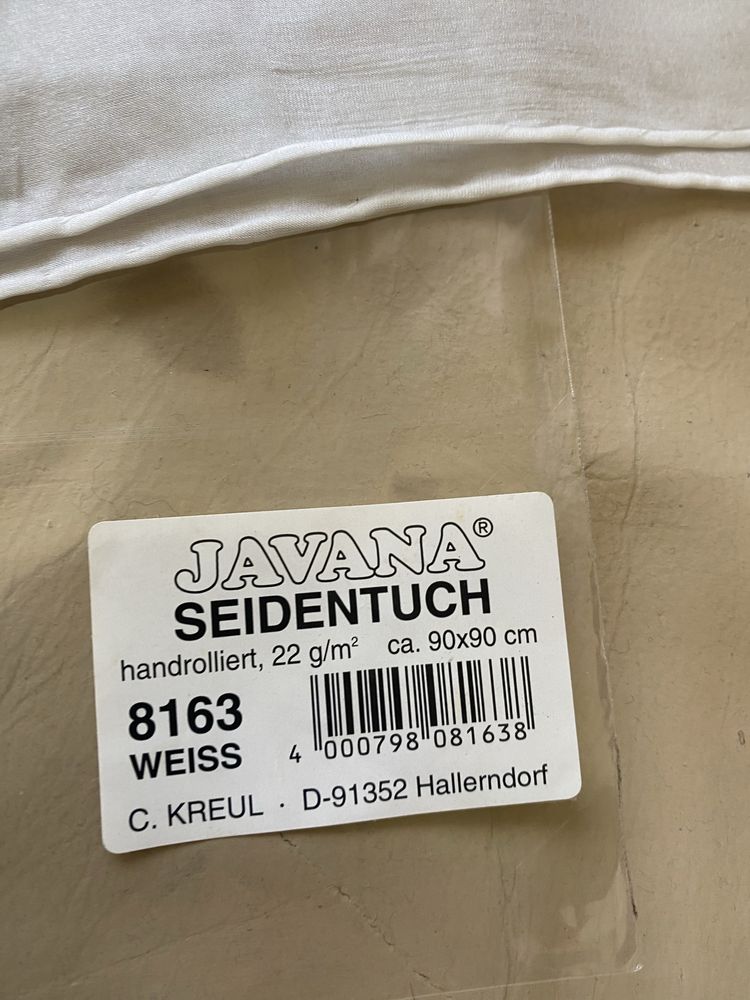 JAVANA®
SEIDENTUCH
handrolliert, 22 g/m² ca. 90x90 cm
8163
WEISS
4 000798 081638
C. KREUL · D-91352 Hallerndorf